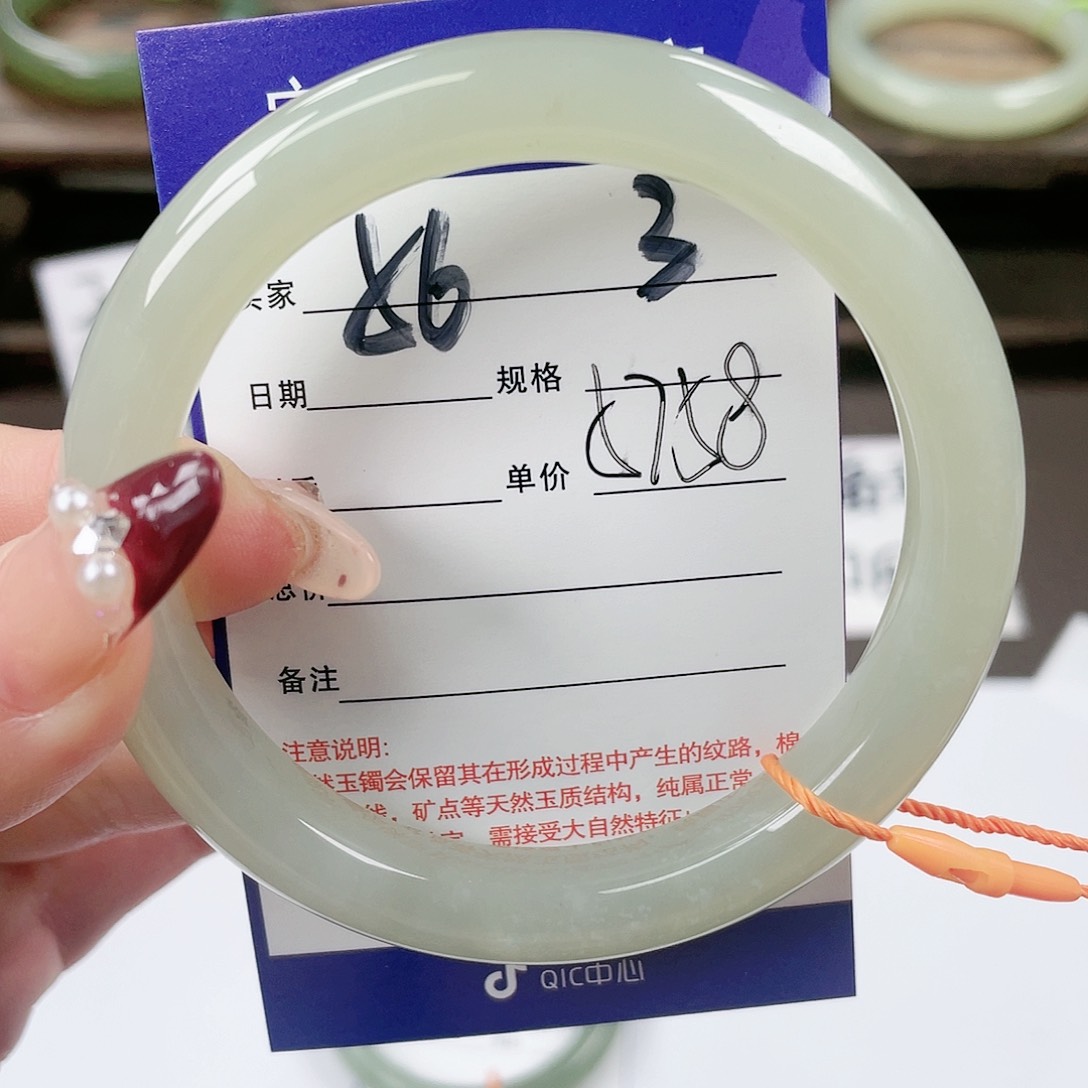 家 86 3
日期 规格 5758
单价
备注
注意说明:
玉镯会保留其在形成过程中产生的纹路，棉
线，矿点等天然玉质结构，纯属正常
需接受大自然特征
QIC中心